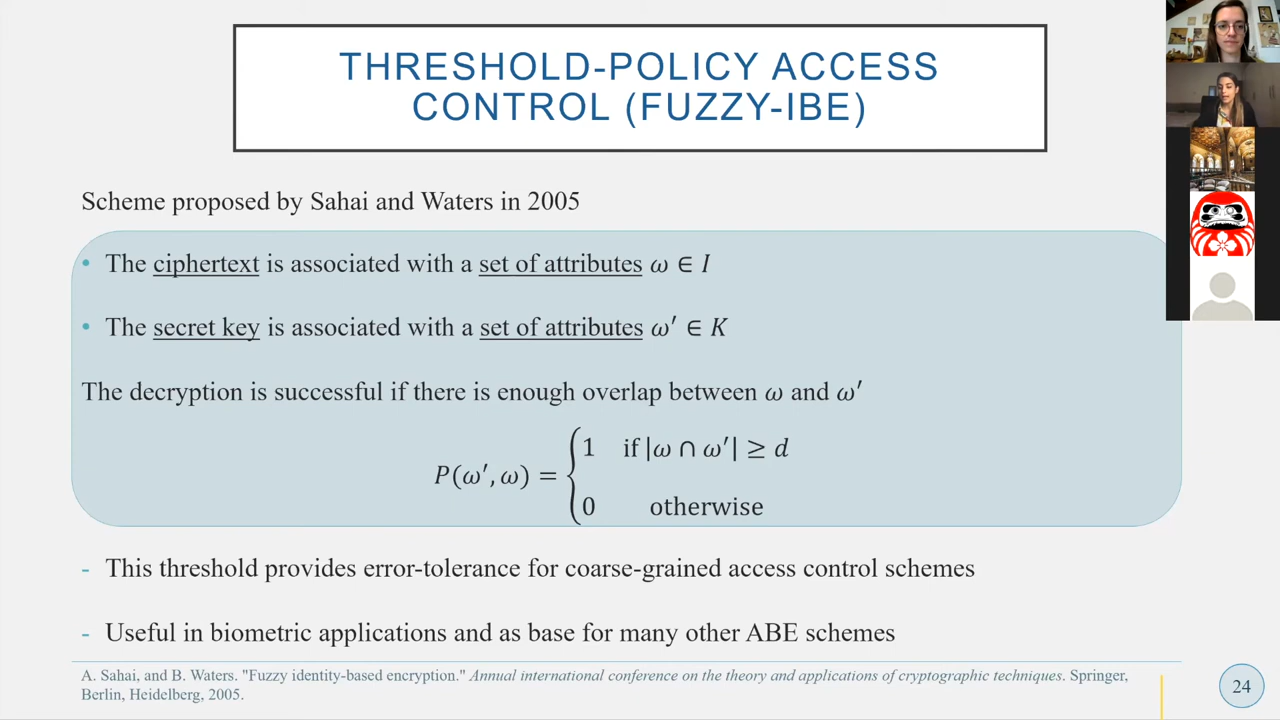 THRESHOLD-POLICY ACCESS
CONTROL (FUZZY-IBE)
Scheme proposed by Sahai and Waters in 2005
• The ciphertext is associated with a set of attributes ω ∈ I
• The secret key is associated with a set of attributes ω′ ∈ K
The decryption is successful if there is enough overlap between ω and ω′
P(ω′, ω) = { 1 if |ω ∩ ω′| ≥ d
0 otherwise
- This threshold provides error-tolerance for coarse-grained access control schemes
- Useful in biometric applications and as base for many other ABE schemes
A. Sahai, and B. Waters. "Fuzzy identity-based encryption." Annual international conference on the theory and applications of cryptographic techniques. Springer,
Berlin, Heidelberg, 2005.
24